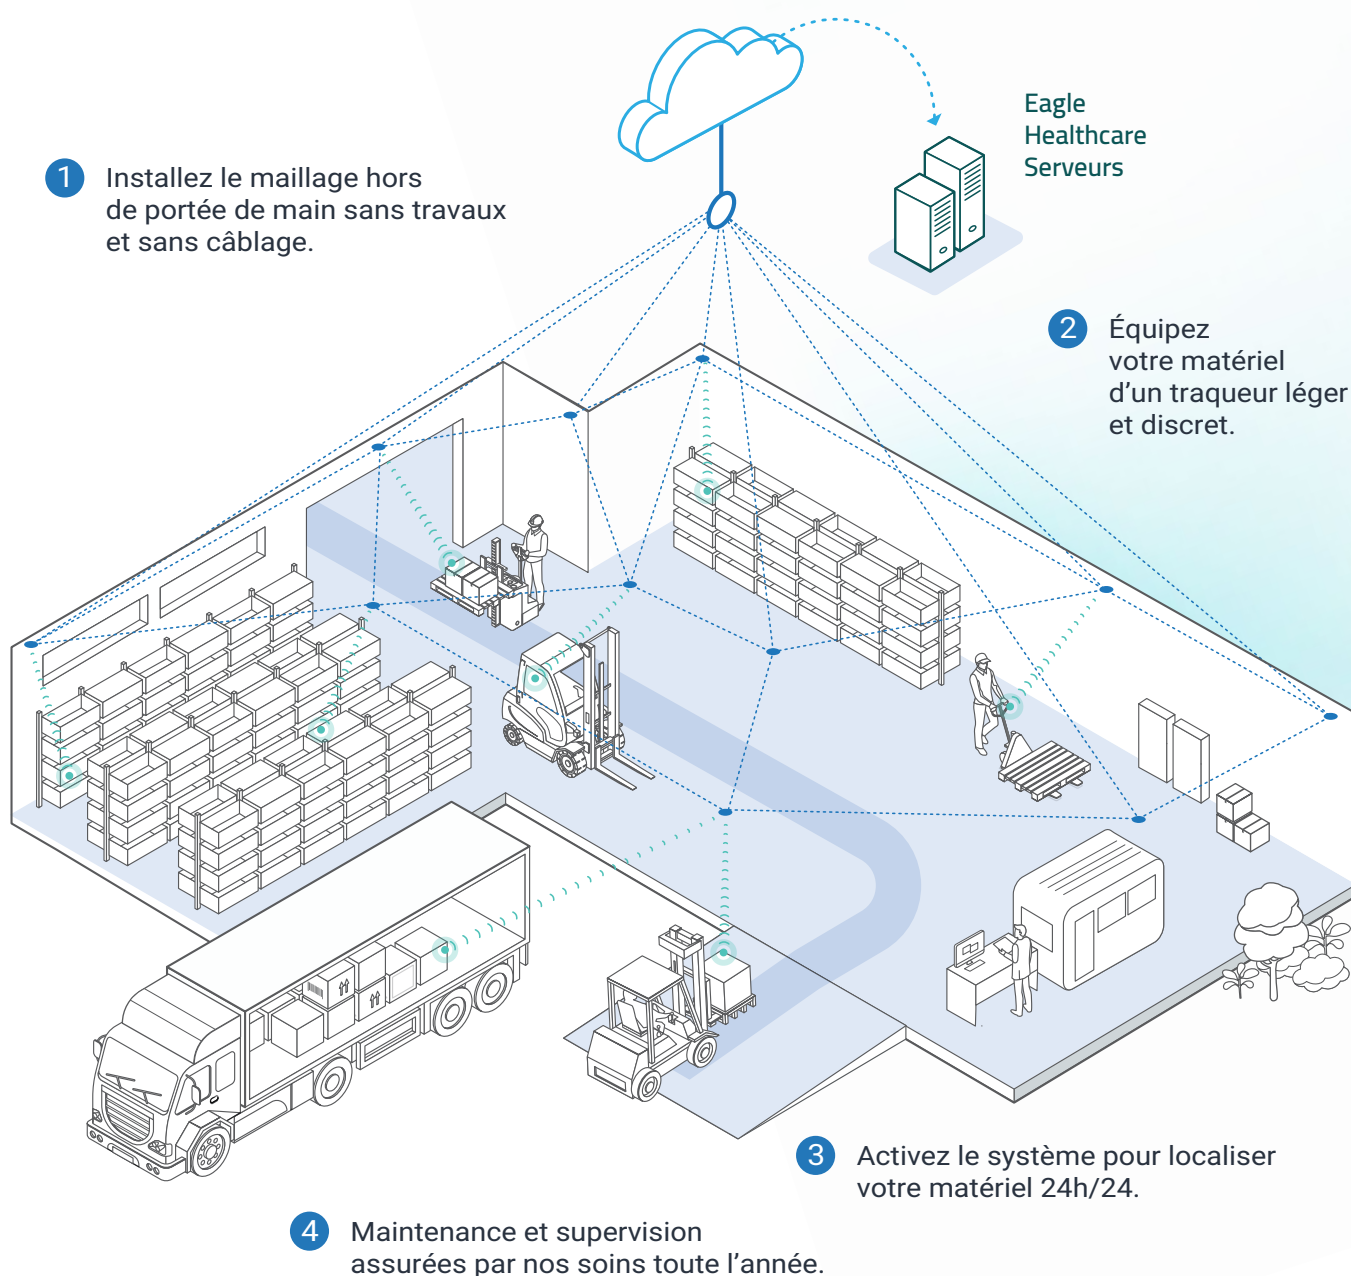 Eagle
Healthcare
Serveurs
1
Installez le maillage hors
de portée de main sans travaux
et sans câblage.
2
Équipez
votre matériel
d’un traqueur léger
et discret.
3
Activez le système pour localiser
votre matériel 24h/24.
4
Maintenance et supervision
assurées par nos soins toute l’année.